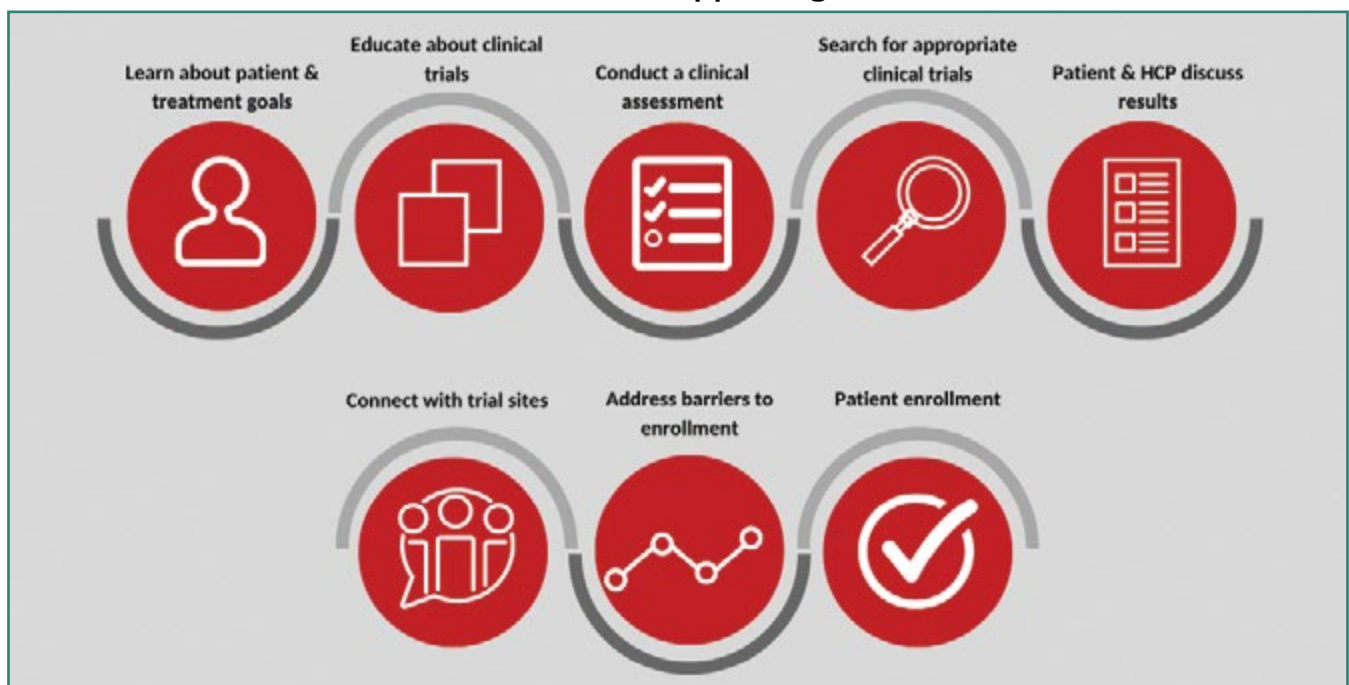 Learn about patient &
treatment goals
Educate about clinical
trials
Conduct a clinical
assessment
Search for appropriate
clinical trials
Patient & HCP discuss
results
Connect with trial sites
Address barriers to
enrollment
Patient enrollment